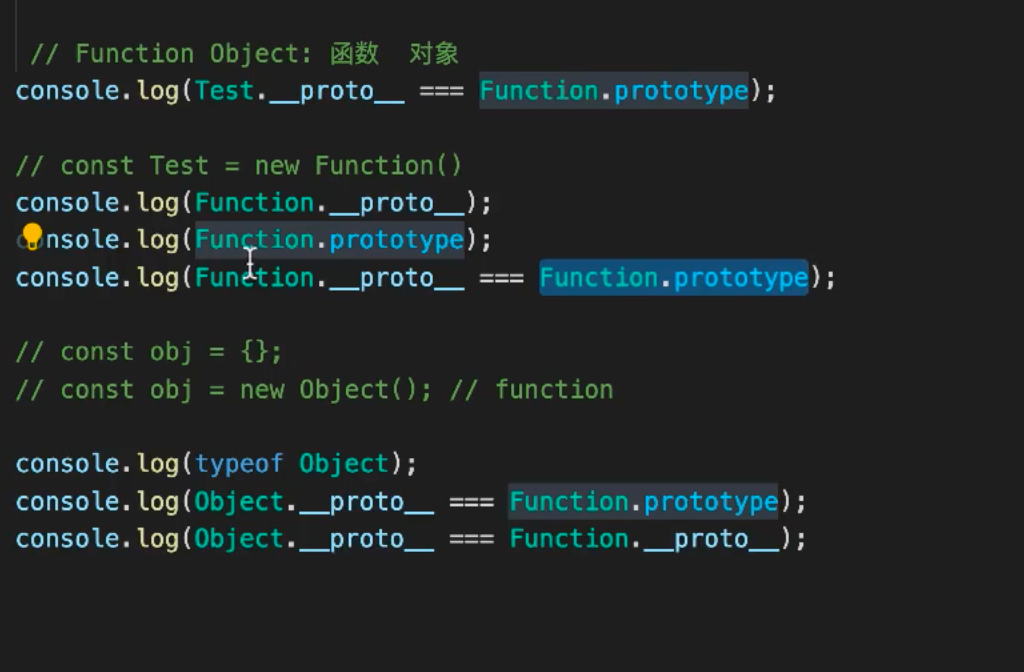 // Function Object: 函数 对象
console.log(Test.__proto__ === Function.prototype);
// const Test = new Function()
console.log(Function.__proto__);
console.log(Function.prototype);
console.log(Function.__proto__ === Function.prototype);
// const obj = {};
// const obj = new Object(); // function
console.log(typeof Object);
console.log(Object.__proto__ === Function.prototype);
console.log(Object.__proto__ === Function.__proto__);